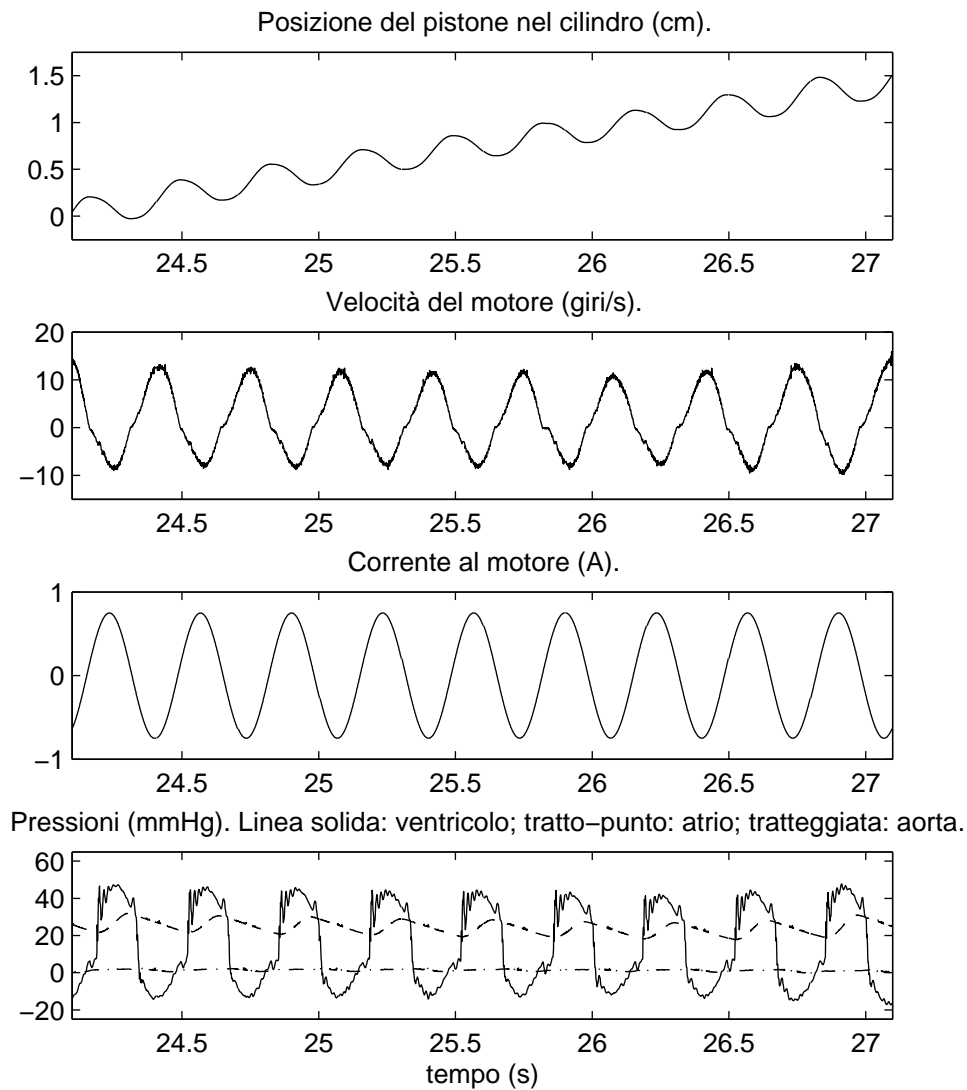 Posizione del pistone nel cilindro (cm).
1.5
1
0.5
0
24.5 25 25.5 26 26.5 27
Velocità del motore (giri/s).
20
10
0
−10
24.5 25 25.5 26 26.5 27
Corrente al motore (A).
1
0
−1
24.5 25 25.5 26 26.5 27
Pressioni (mmHg). Linea solida: ventricolo; tratto−punto: atrio; tratteggiata: aorta.
60
40
20
0
−20
24.5 25 25.5 26 26.5 27
tempo (s)